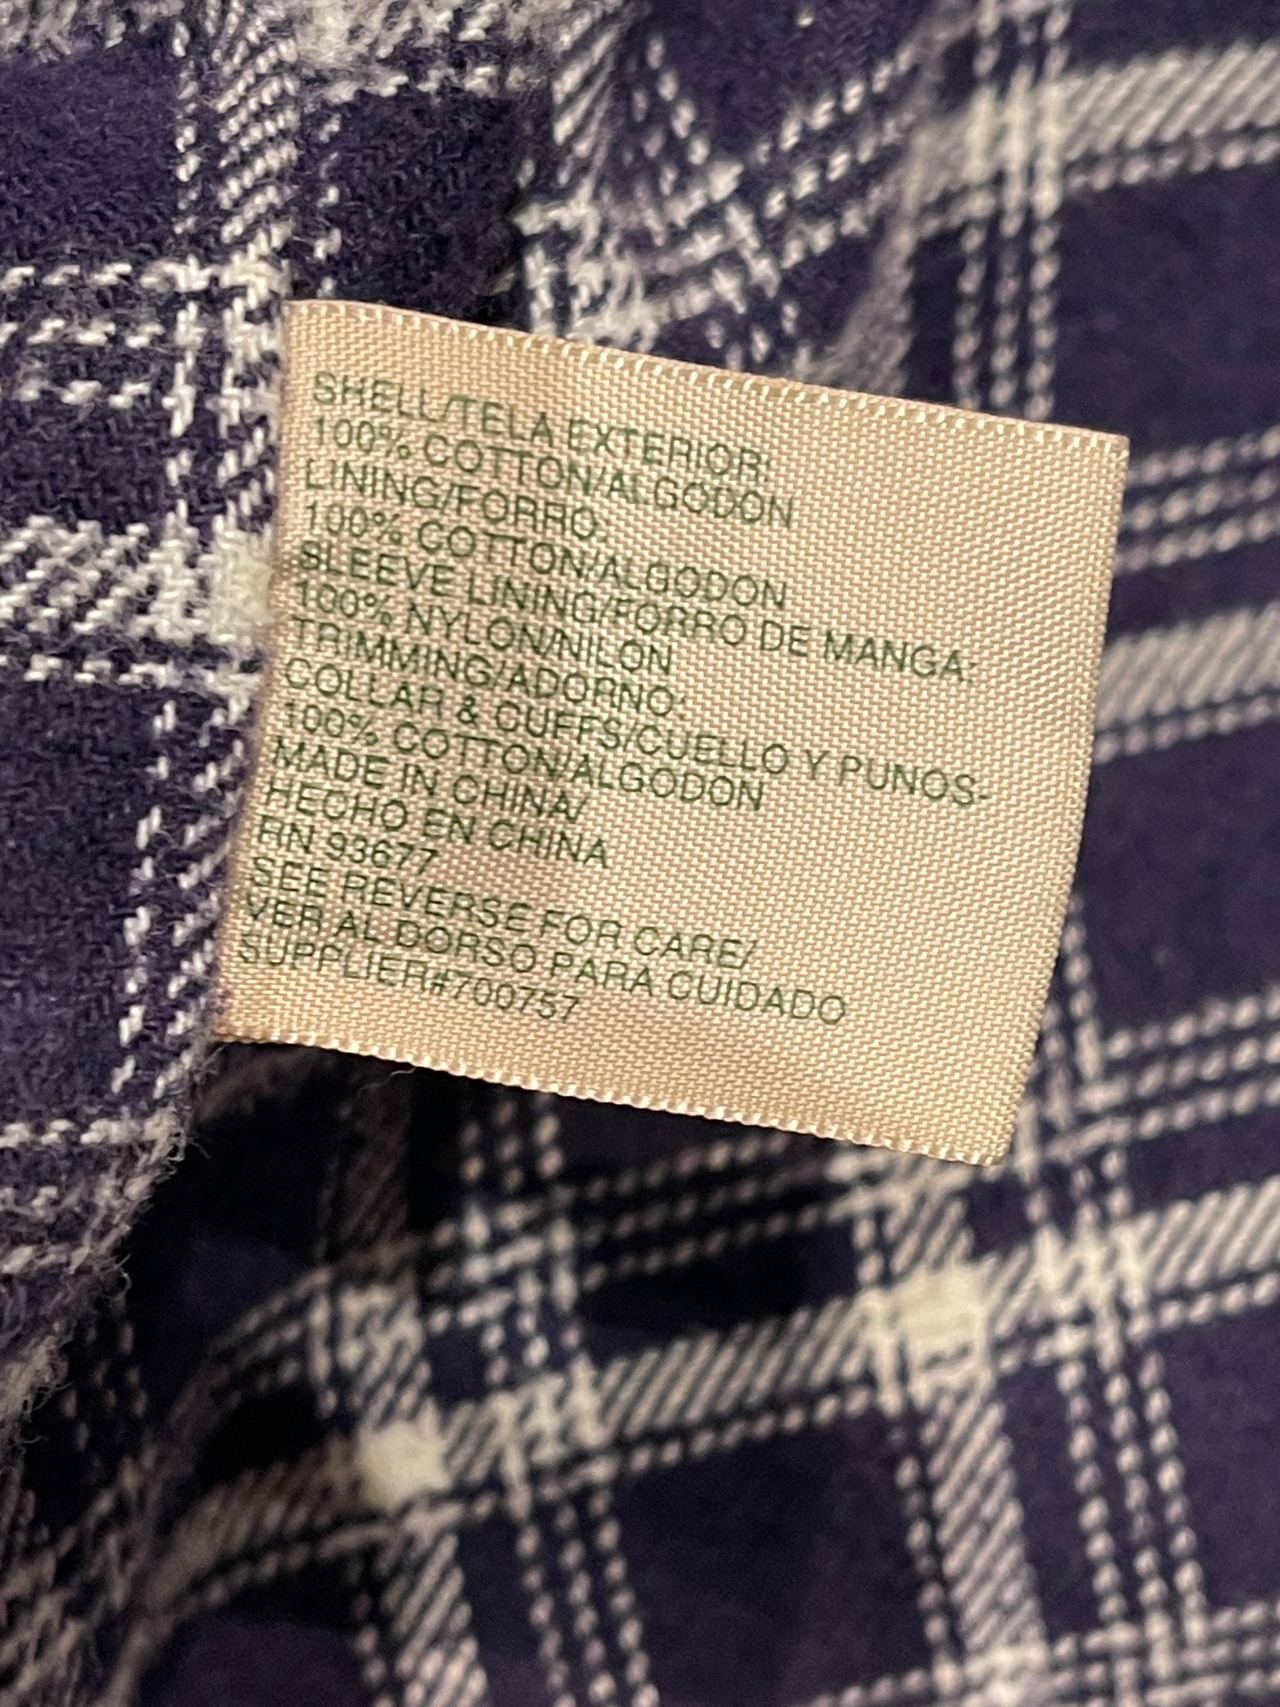 SHELL/TELA EXTERIOR:
100% COTTON/ALGODON
LINING/FORRO:
100% COTTON/ALGODON
SLEEVE LINING/FORRO DE MANGA:
100% NYLON/NILON
TRIMMING/ADORNO:
COLLAR & CUFFS/CUELLO Y PUNOS-
100% COTTON/ALGODON
MADE IN CHINA/
HECHO EN CHINA
RN 93677
SEE REVERSE FOR CARE/
VER AL DORSO PARA CUIDADO
SUPPLIER#700757